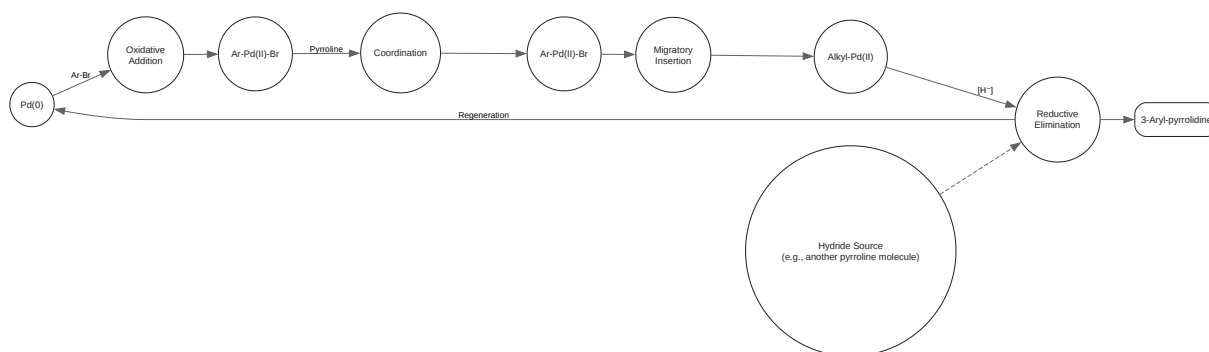 Pd(0)
Ar-Br
Oxidative
Addition
Ar-Pd(II)-Br
Pyrroline
Coordination
Ar-Pd(II)-Br
Migratory
Insertion
Alkyl-Pd(II)
[H⁻]
Reductive
Elimination
3-Aryl-pyrrolidine
Regeneration
Hydride Source
(e.g., another pyrroline molecule)